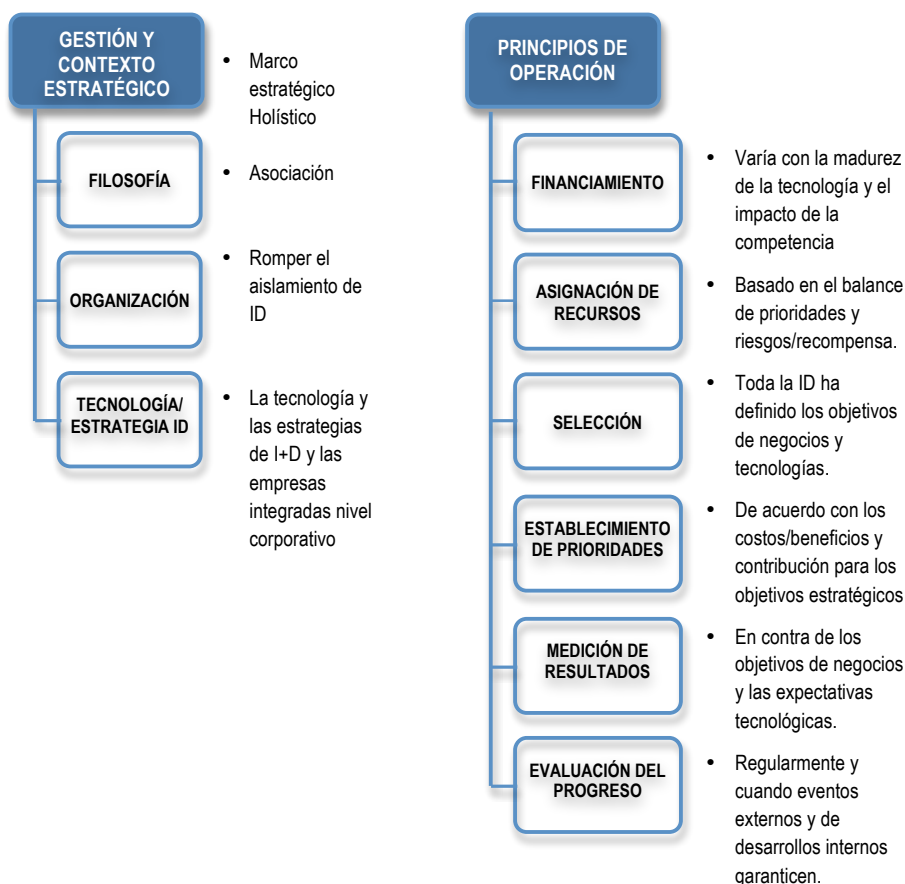 GESTIÓN Y
CONTEXTO
ESTRATÉGICO
• Marco
estratégico
Holístico
FILOSOFÍA
• Asociación
ORGANIZACIÓN
• Romper el
aislamiento de
ID
TECNOLOGÍA/
ESTRATEGIA ID
• La tecnología y
las estrategias
de I+D y las
empresas
integradas nivel
corporativo
PRINCIPIOS DE
OPERACIÓN
FINANCIAMIENTO
• Varía con la madurez
de la tecnología y el
impacto de la
competencia
ASIGNACIÓN DE
RECURSOS
• Basado en el balance
de prioridades y
riesgos/recompensa.
SELECCIÓN
• Toda la ID ha
definido los objetivos
de negocios y
tecnologías.
ESTABLECIMIENTO
DE PRIORIDADES
• De acuerdo con los
costos/beneficios y
contribución para los
objetivos estratégicos
MEDICIÓN DE
RESULTADOS
• En contra de los
objetivos de negocios
y las expectativas
tecnológicas.
EVALUACIÓN DEL
PROGRESO
• Regularmente y
cuando eventos
externos y de
desarrollos internos
garanticen.